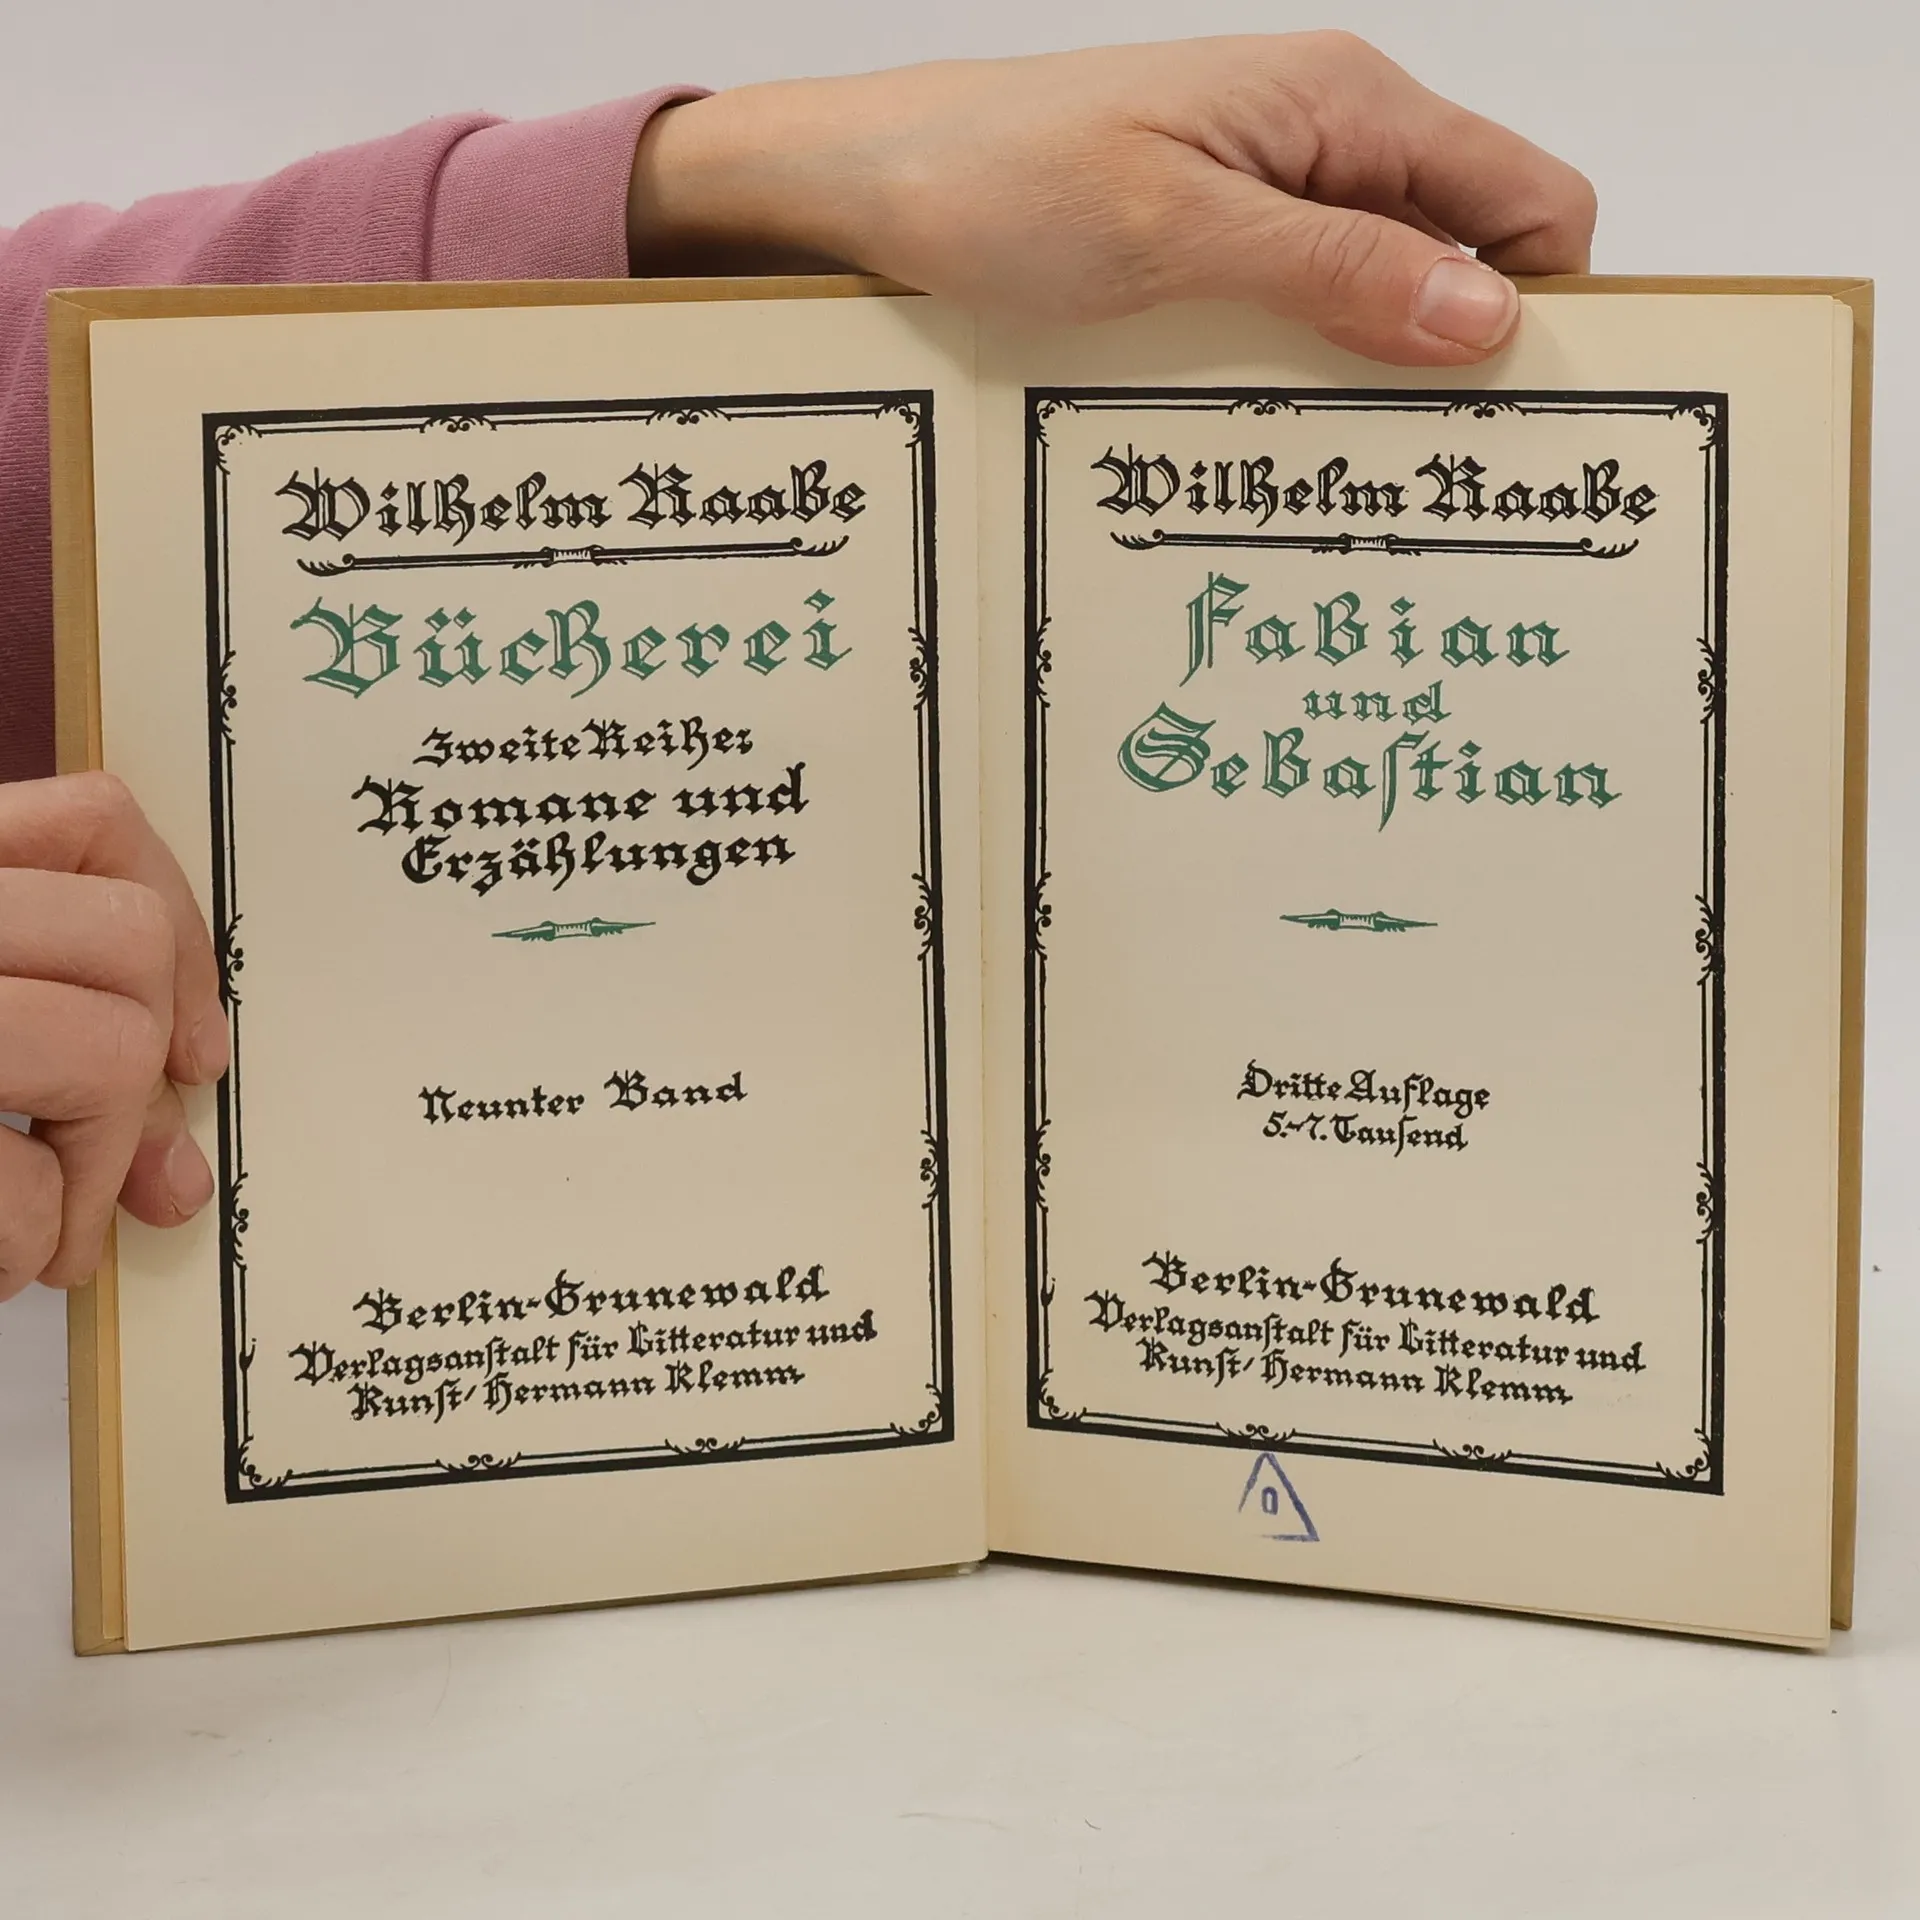 Wilhelm Raabe
Bücherei
Zweite Reihe:
Romane und
Erzählungen
Neunter Band
Berlin-Grunewald
Verlagsanstalt für Litteratur und
Kunst/Hermann Klemm
Wilhelm Raabe
Fabian
und
Sebaſtian
Dritte Auflage
5.-7. Tauſend
Berlin-Grunewald
Verlagsanſtalt für Litteratur und
Kunſt/Hermann Klemm
0